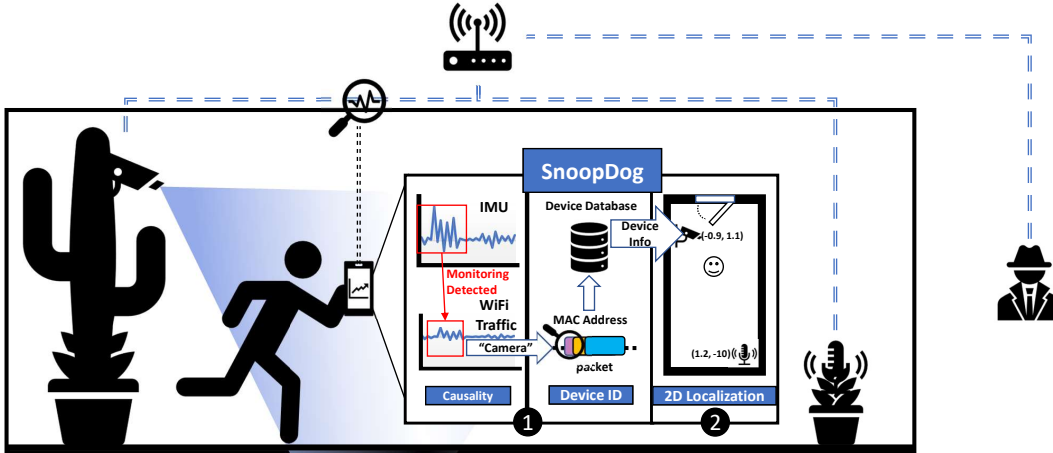 SnoopDog
IMU
Monitoring
Detected
WiFi
Traffic
"Camera"
Causality
Device Database
MAC Address
packet
Device ID
Device
Info
(-0.9, 1.1)
(1.2, -10)
2D Localization
1
2